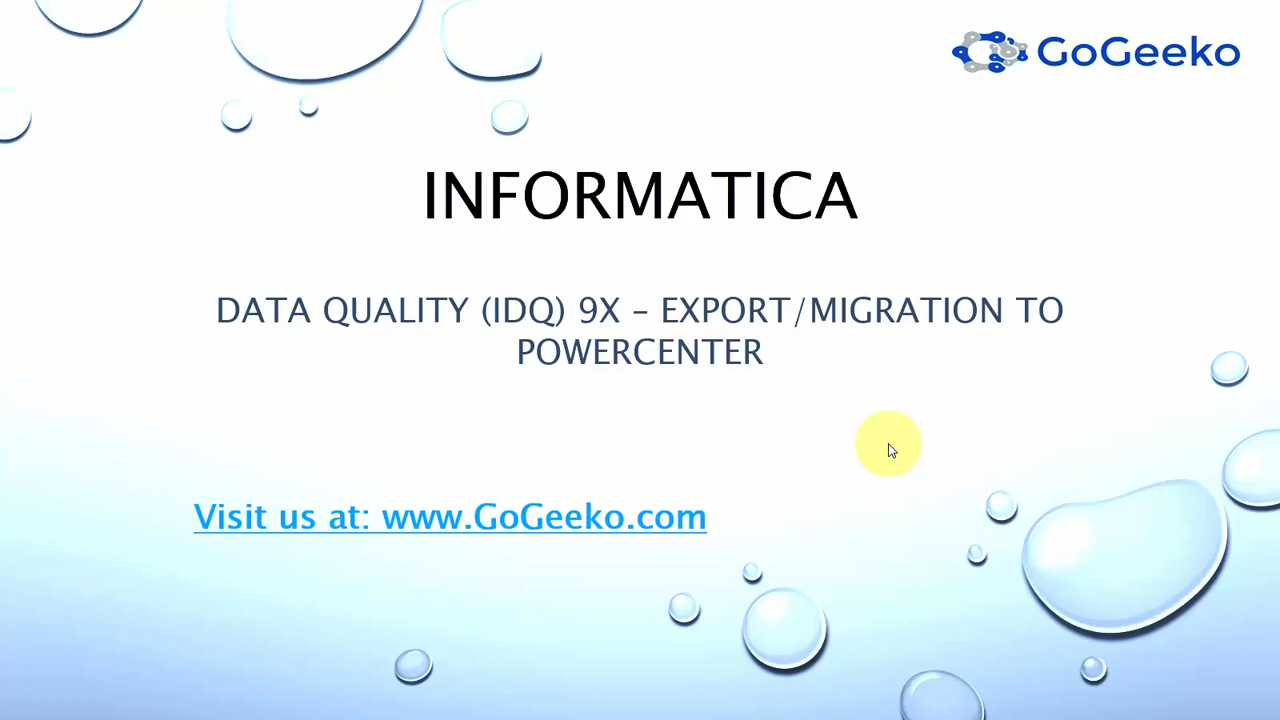 GoGeeko
INFORMATICA
DATA QUALITY (IDQ) 9X – EXPORT/MIGRATION TO
POWERCENTER
Visit us at: www.GoGeeko.com